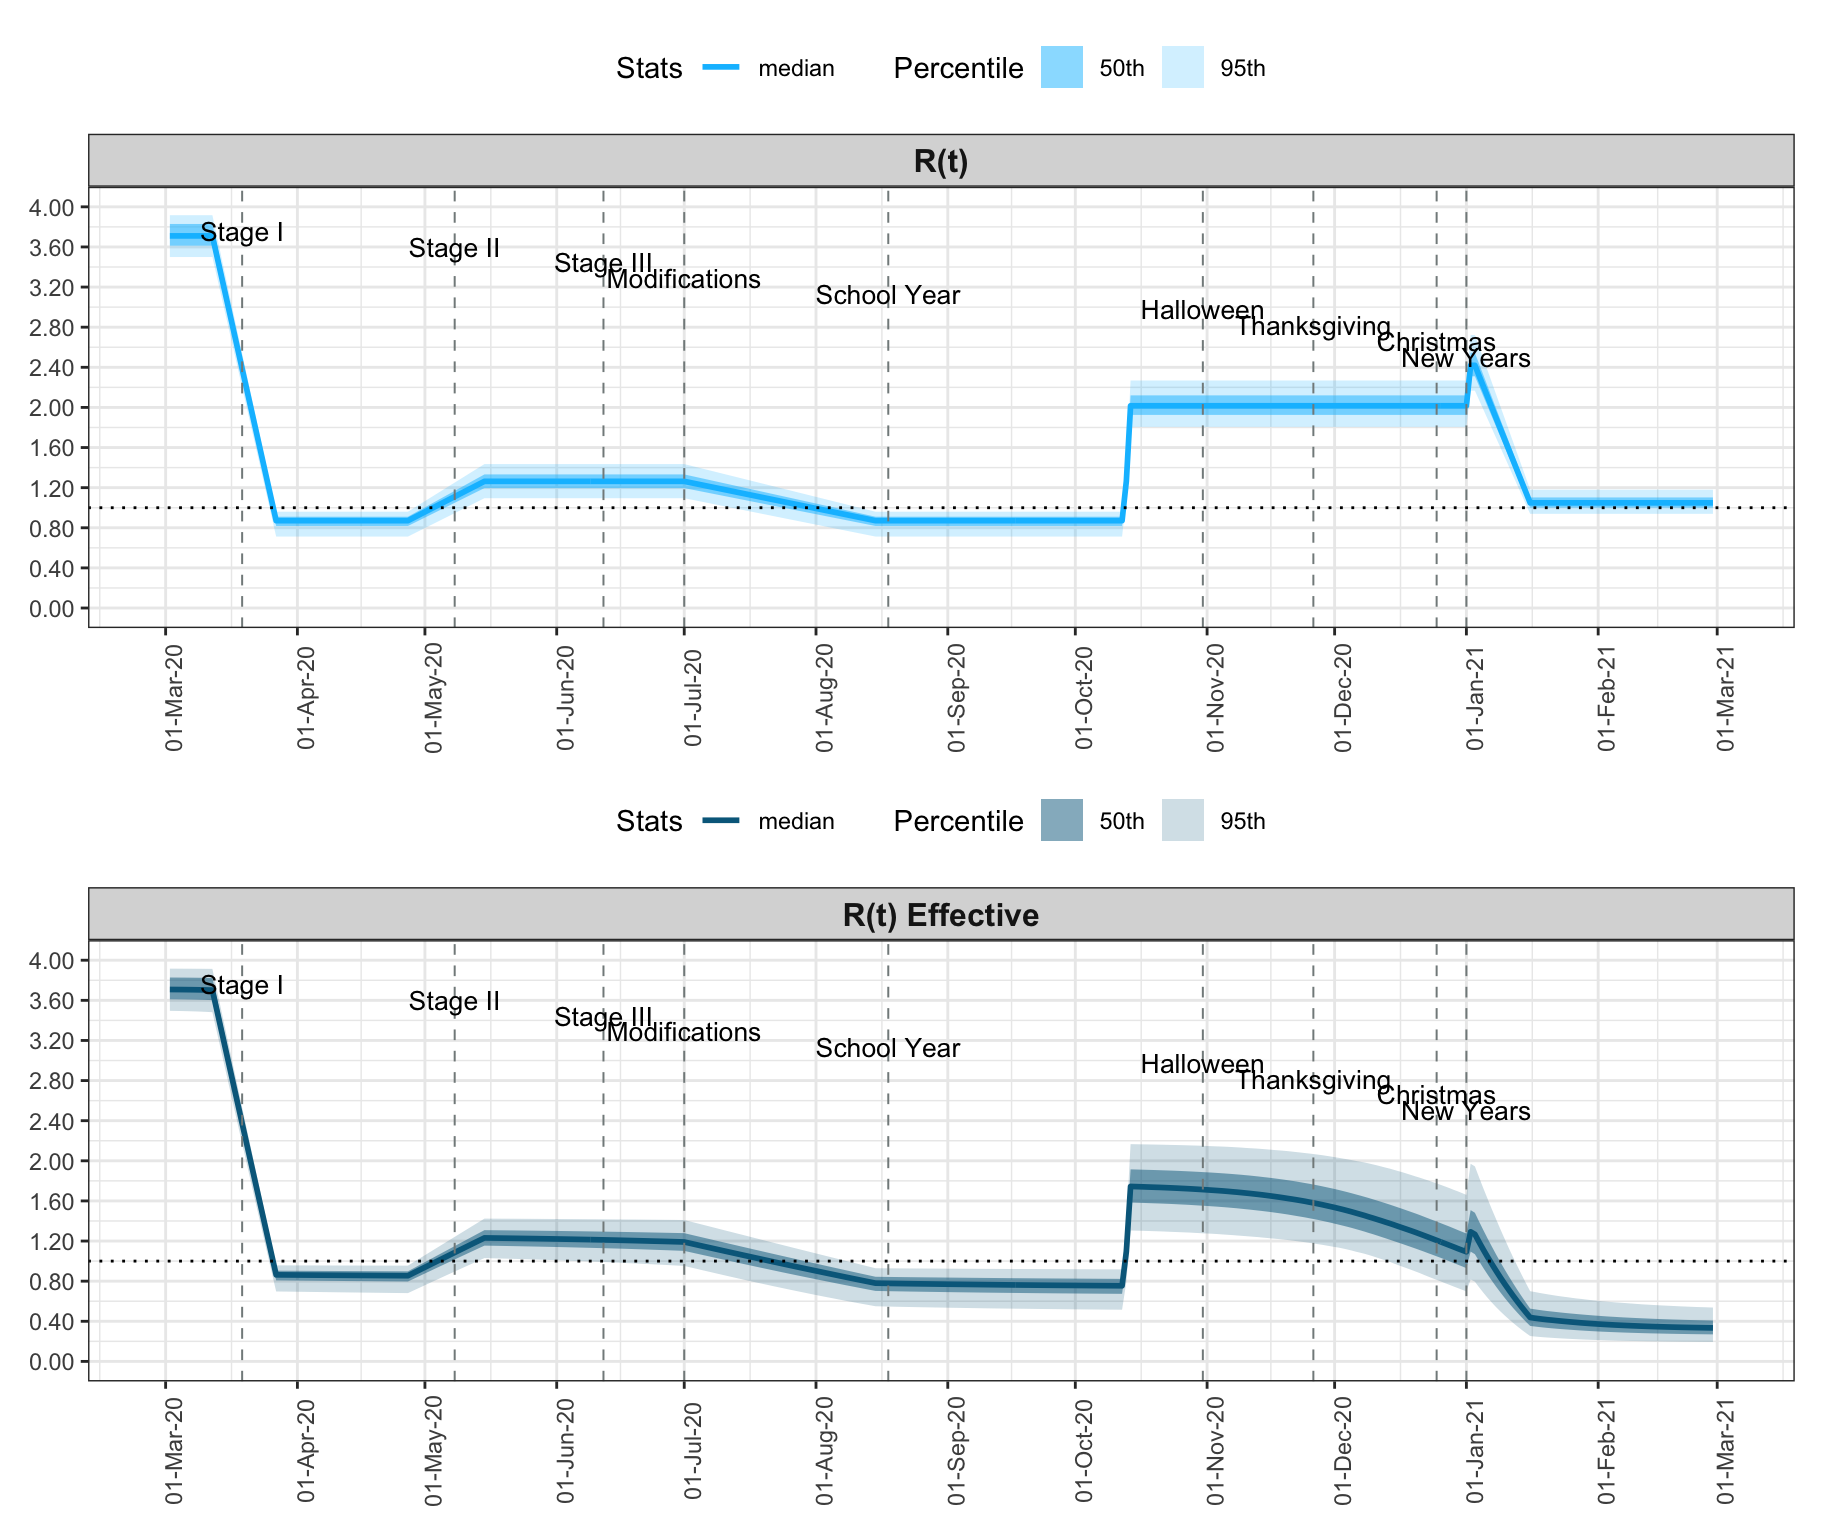 Stats median Percentile 50th 95th
R(t)
4.00
3.60
3.20
2.80
2.40
2.00
1.60
1.20
0.80
0.40
0.00
Stage I
Stage II
Stage III
Modifications
School Year
Halloween
Thanksgiving
Christmas
New Years
01-Mar-20
01-Apr-20
01-May-20
01-Jun-20
01-Jul-20
01-Aug-20
01-Sep-20
01-Oct-20
01-Nov-20
01-Dec-20
01-Jan-21
01-Feb-21
01-Mar-21
Stats median Percentile 50th 95th
R(t) Effective
4.00
3.60
3.20
2.80
2.40
2.00
1.60
1.20
0.80
0.40
0.00
Stage I
Stage II
Stage III
Modifications
School Year
Halloween
Thanksgiving
Christmas
New Years
01-Mar-20
01-Apr-20
01-May-20
01-Jun-20
01-Jul-20
01-Aug-20
01-Sep-20
01-Oct-20
01-Nov-20
01-Dec-20
01-Jan-21
01-Feb-21
01-Mar-21